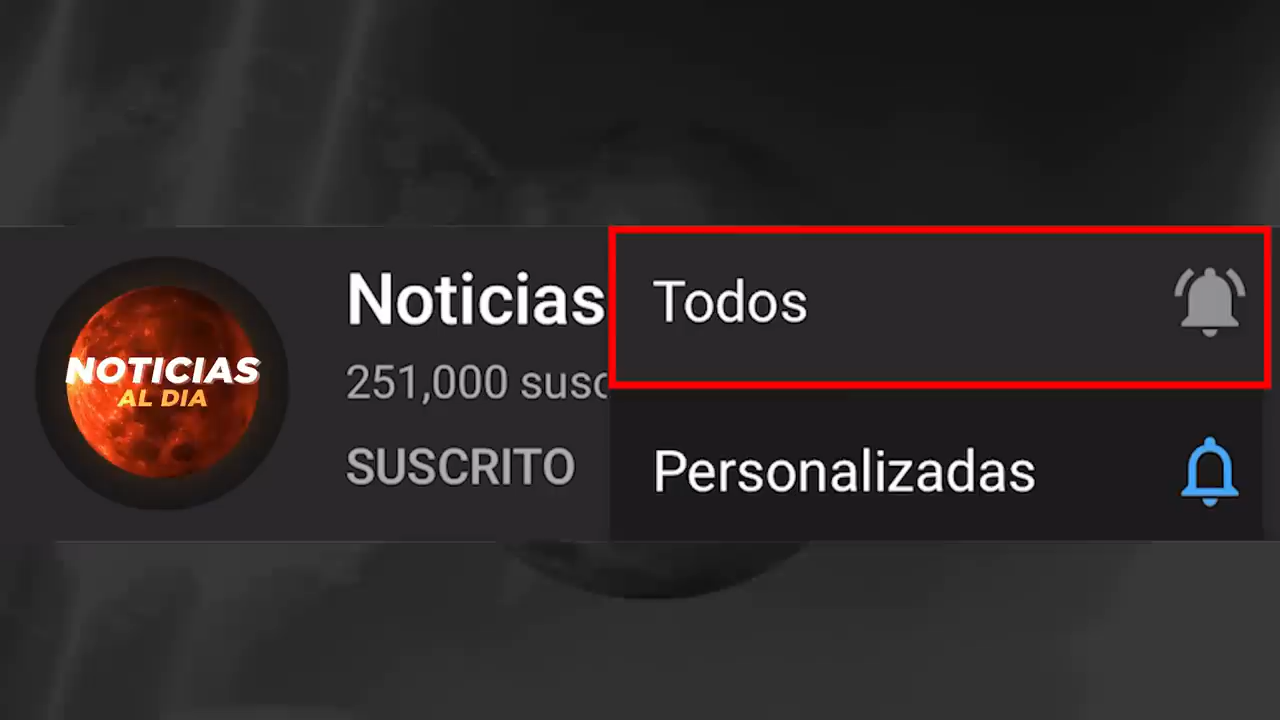 NOTICIAS
AL DIA
Noticias
251,000 susc
SUSCRITO
Todos
Personalizadas